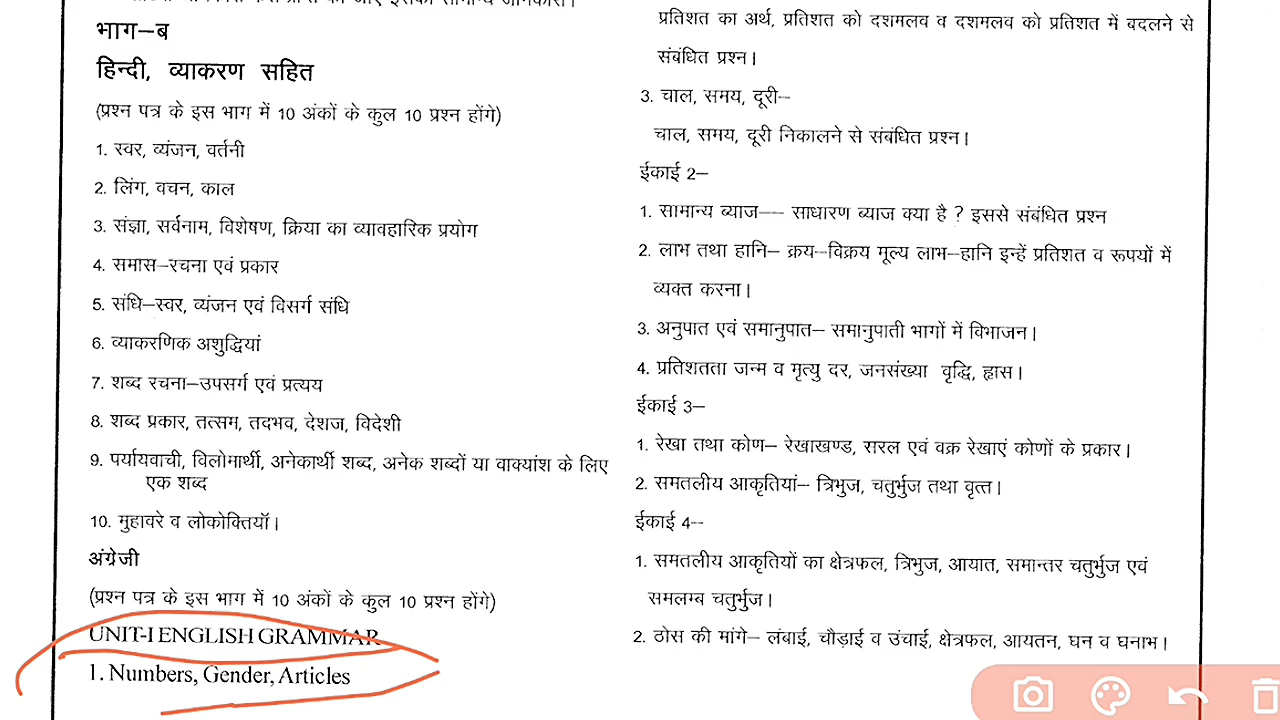 भाग–ब
हिन्दी, व्याकरण सहित
(प्रश्न पत्र के इस भाग में 10 अंकों के कुल 10 प्रश्न होंगे)
1. स्वर, व्यंजन, वर्तनी
2. लिंग, वचन, काल
3. संज्ञा, सर्वनाम, विशेषण, क्रिया का व्यावहारिक प्रयोग
4. समास–रचना एवं प्रकार
5. संधि–स्वर, व्यंजन एवं विसर्ग संधि
6. व्याकरणिक अशुद्धियां
7. शब्द रचना–उपसर्ग एवं प्रत्यय
8. शब्द प्रकार, तत्सम, तदभव, देशज, विदेशी
9. पर्यायवाची, विलोमार्थी, अनेकार्थी शब्द, अनेक शब्दों या वाक्यांश के लिए
एक शब्द
10. मुहावरे व लोकोक्तियॉ।
अंग्रेजी
(प्रश्न पत्र के इस भाग में 10 अंकों के कुल 10 प्रश्न होंगे)
UNIT-I ENGLISH GRAMMAR
1. Numbers, Gender, Articles
प्रतिशत का अर्थ, प्रतिशत को दशमलव व दशमलव को प्रतिशत में बदलने से
संबंधित प्रश्न।
3. चाल, समय, दूरी–
चाल, समय, दूरी निकालने से संबंधित प्रश्न।
ईकाई 2–
1. सामान्य ब्याज–-- साधारण ब्याज क्या है ? इससे संबंधित प्रश्न
2. लाभ तथा हानि– क्रय–विक्रय मूल्य लाभ–हानि इन्हें प्रतिशत व रूपयों में
व्यक्त करना।
3. अनुपात एवं समानुपात– समानुपाती भागों में विभाजन।
4. प्रतिशतता जन्म व मृत्यु दर, जनसंख्या वृद्धि, ह्रास।
ईकाई 3–
1. रेखा तथा कोण– रेखाखण्ड, सरल एवं वक्र रेखाएं कोणों के प्रकार।
2. समतलीय आकृतियां– त्रिभुज, चतुर्भुज तथा वृत्त।
ईकाई 4--
1. समतलीय आकृतियों का क्षेत्रफल, त्रिभुज, आयात, समान्तर चतुर्भुज एवं
समलम्ब चतुर्भुज।
2. ठोस की मांगे– लंबाई, चौड़ाई व उंचाई, क्षेत्रफल, आयतन, घन व घनाभ।